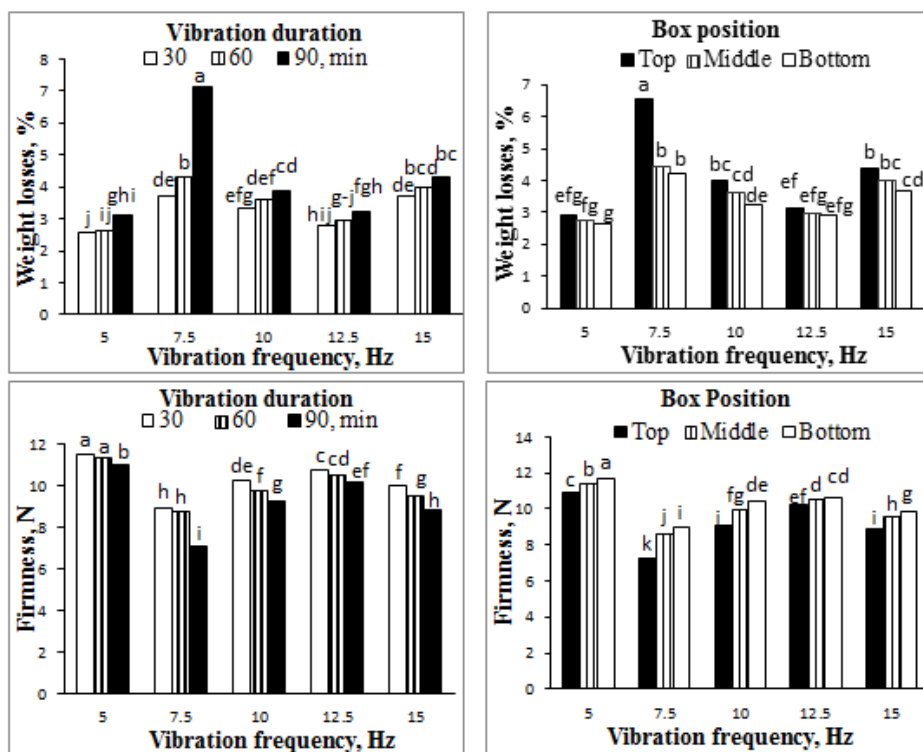 Vibration duration
30 60 90, min
8
7
6
5
4
3
2
1
0
Weight losses, %
j ij ghi
de b a
efg def cd
hij g-j fgh
de bcd bc
5 7.5 10 12.5 15
Vibration frequency, Hz
Box position
Top Middle Bottom
7
6
5
4
3
2
1
0
Weight losses, %
efg fg g
a b b
bc cd de
ef efg efg
b c cd
5 7.5 10 12.5 15
Vibration frequency, Hz
Vibration duration
30 60 90, min
12
10
8
6
4
2
0
Firmness, N
a a b
h h i
de f g
c cd ef
f g h
5 7.5 10 12.5 15
Vibration frequency, Hz
Box Position
Top Middle Bottom
14
12
10
8
6
4
2
0
Firmness, N
c b a
k j i
i fg de
ef d cd
i h g
5 7.5 10 12.5 15
Vibration frequency, Hz